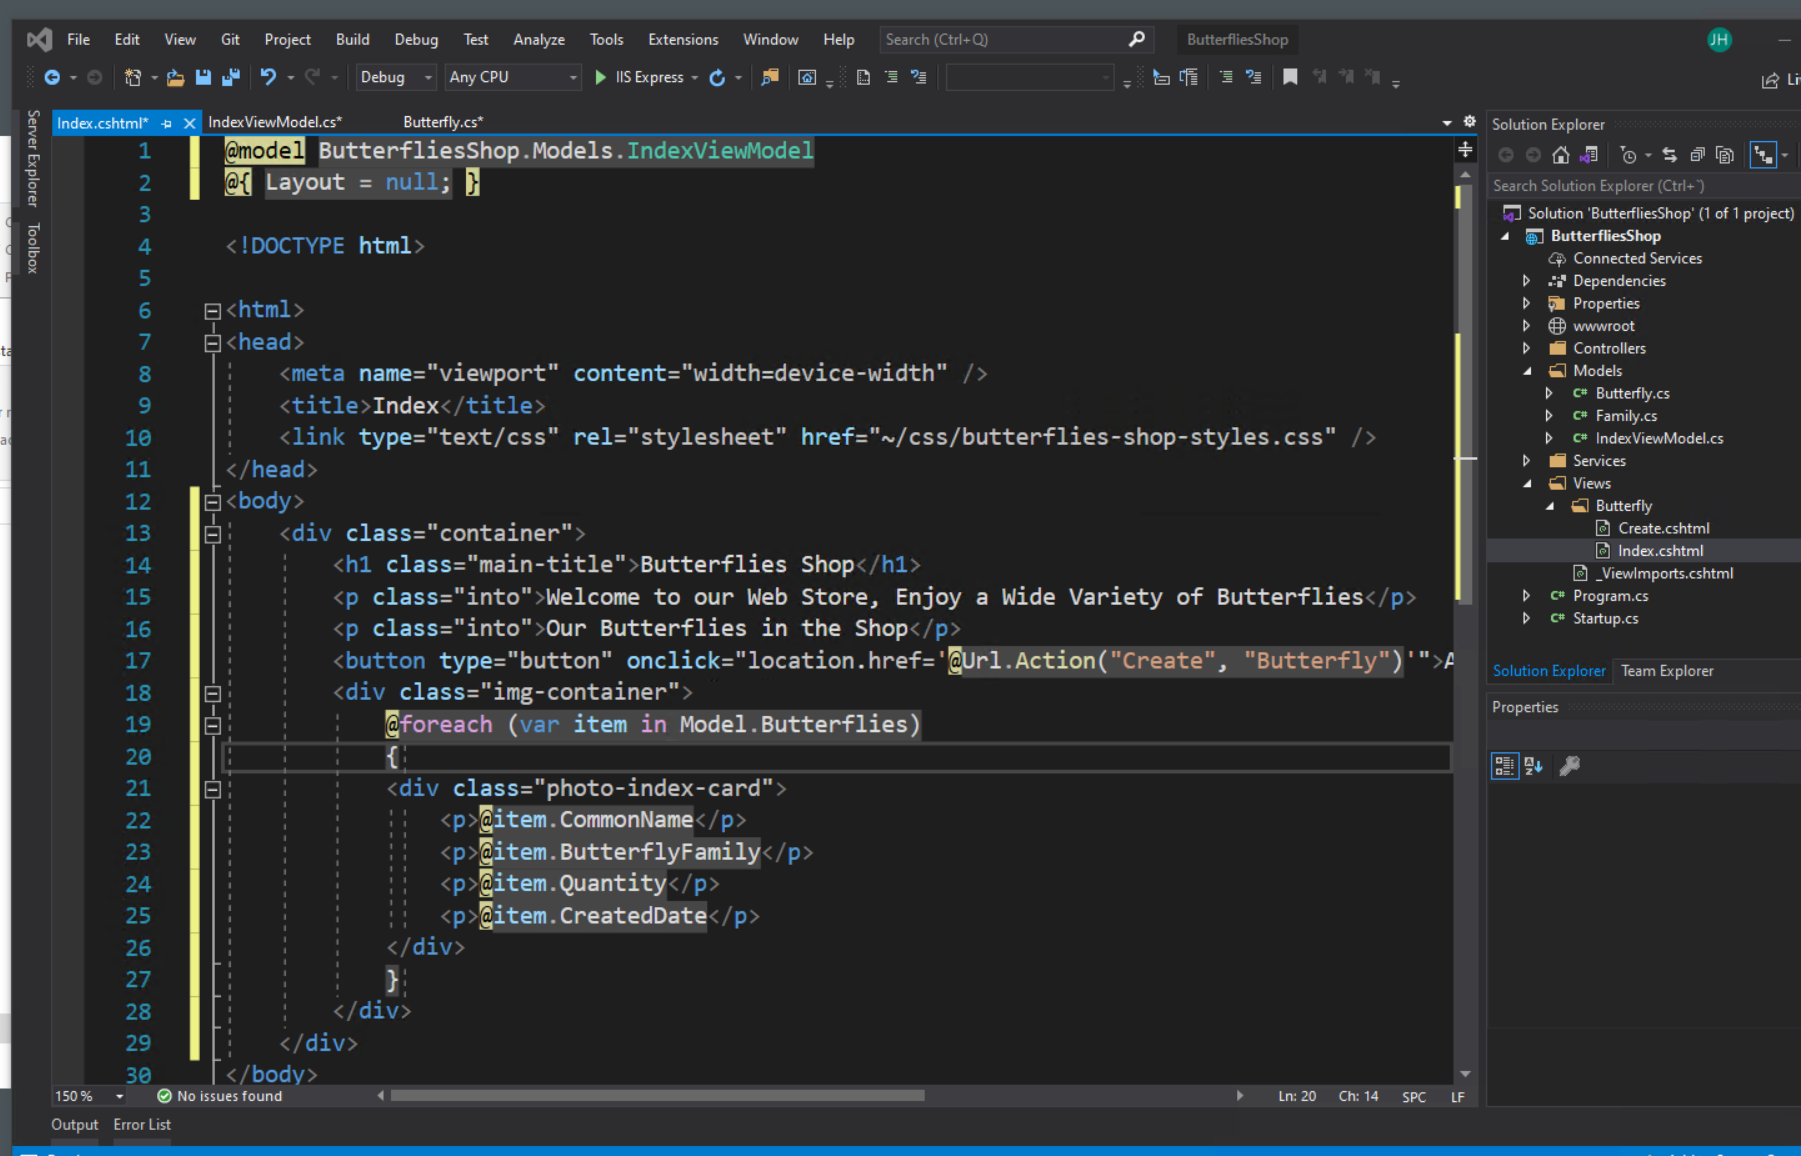 File Edit View Git Project Build Debug Test Analyze Tools Extensions Window Help Search (Ctrl+Q) ButterfliesShop JH
Debug Any CPU IIS Express
Server Explorer
Toolbox
Index.cshtml* IndexViewModel.cs* Butterfly.cs*
1 @model ButterfliesShop.Models.IndexViewModel
2 @{ Layout = null; }
3
4 <!DOCTYPE html>
5
6 <html>
7 <head>
8 <meta name="viewport" content="width=device-width" />
9 <title>Index</title>
10 <link type="text/css" rel="stylesheet" href="~/css/butterflies-shop-styles.css" />
11 </head>
12 <body>
13 <div class="container">
14 <h1 class="main-title">Butterflies Shop</h1>
15 <p class="into">Welcome to our Web Store, Enjoy a Wide Variety of Butterflies</p>
16 <p class="into">Our Butterflies in the Shop</p>
17 <button type="button" onclick="location.href='@Url.Action("Create", "Butterfly")'">A
18 <div class="img-container">
19 @foreach (var item in Model.Butterflies)
20 {
21 <div class="photo-index-card">
22 <p>@item.CommonName</p>
23 <p>@item.ButterflyFamily</p>
24 <p>@item.Quantity</p>
25 <p>@item.CreatedDate</p>
26 </div>
27 }
28 </div>
29 </div>
30 </body>
150 % No issues found Ln: 20 Ch: 14 SPC LF
Output Error List
Solution Explorer
Search Solution Explorer (Ctrl+`)
Solution 'ButterfliesShop' (1 of 1 project)
ButterfliesShop
Connected Services
Dependencies
Properties
wwwroot
Controllers
Models
C# Butterfly.cs
C# Family.cs
C# IndexViewModel.cs
Services
Views
Butterfly
Create.cshtml
Index.cshtml
_ViewImports.cshtml
C# Program.cs
C# Startup.cs
Solution Explorer Team Explorer
Properties